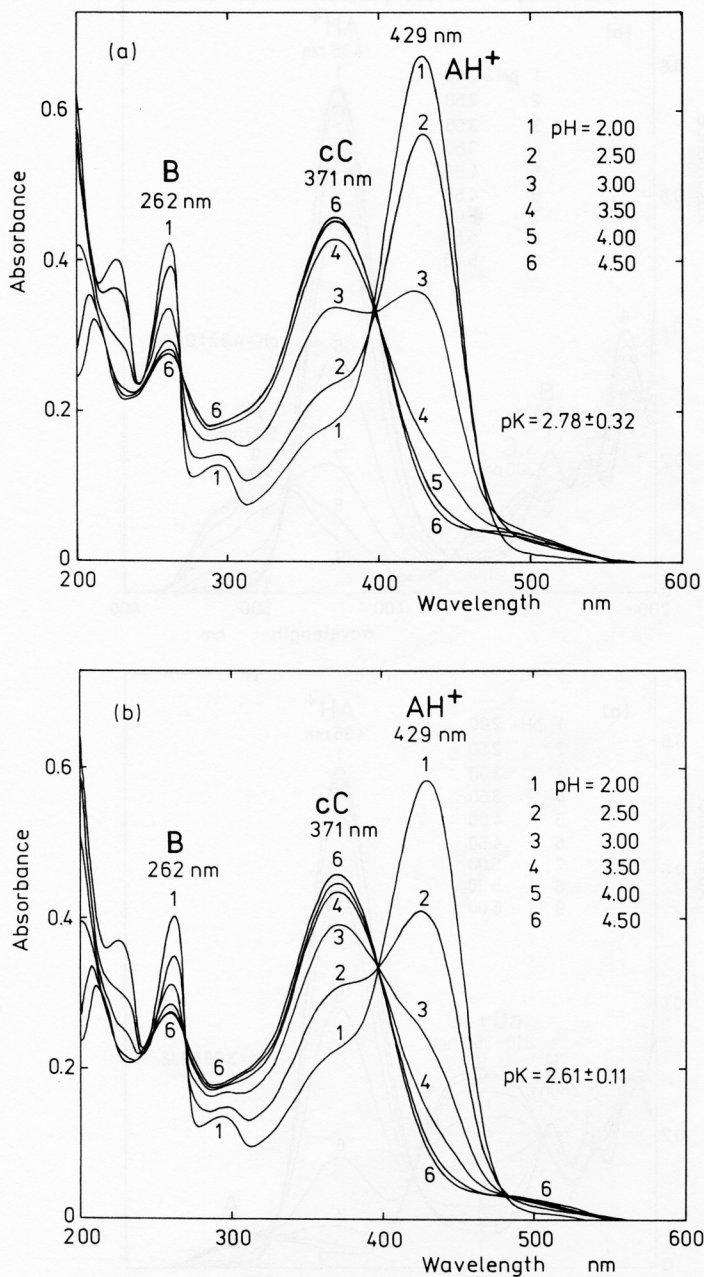 (a)
429 nm
AH+
1
2
3
4
5
6
0.6
0.4
0.2
0
Absorbance
B
262 nm
1
6
cC
371 nm
6
4
3
2
1
6
1
1 pH = 2.00
2 2.50
3 3.00
4 3.50
5 4.00
6 4.50
pK = 2.78 ± 0.32
200 300 400 500 600
Wavelength nm
(b)
AH+
429 nm
1
2
3
4
6
6
0.6
0.4
0.2
0
Absorbance
B
262 nm
1
6
cC
371 nm
6
4
3
2
1
6
1
1 pH = 2.00
2 2.50
3 3.00
4 3.50
5 4.00
6 4.50
pK = 2.61 ± 0.11
200 300 400 500 600
Wavelength nm